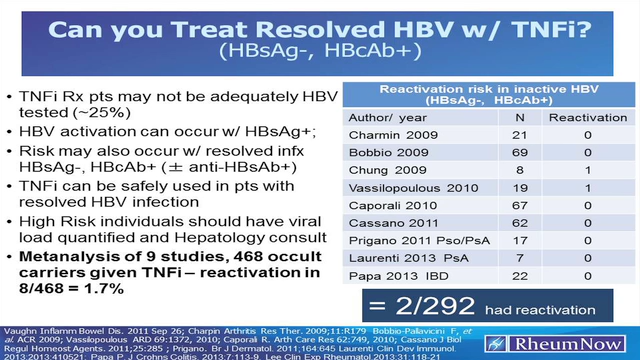 Can you Treat Resolved HBV w/ TNFi?
(HBsAg-, HBcAb+)
• TNFi Rx pts may not be adequately HBV
tested (~25%)
• HBV activation can occur w/ HBsAg+;
• Risk may also occur w/ resolved infx
HBsAg-, HBcAb+ (± anti-HBsAb+)
• TNFi can be safely used in pts with
resolved HBV infection
• High Risk individuals should have viral
load quantified and Hepatology consult
• Metanalysis of 9 studies, 468 occult
carriers given TNFi – reactivation in
8/468 = 1.7%
Reactivation risk in inactive HBV
(HBsAg-, HBcAb+)
Author/ year N Reactivation
Charmin 2009 21 0
Bobbio 2009 69 0
Chung 2009 8 1
Vassilopoulous 2010 19 1
Caporali 2010 67 0
Cassano 2011 62 0
Prigano 2011 Pso/PsA 17 0
Laurenti 2013 PsA 7 0
Papa 2013 IBD 22 0
= 2/292 had reactivation
Vaughn Inflamm Bowel Dis. 2011 Sep 26; Charpin Arthritis Res Ther. 2009;11:R179 Bobbio-Pallavicini F, et
al. ACR 2009; Vassilopoulous ARD 69:1372, 2010; Caporali R. Arth Care Res 62:749, 2010; Cassano J Biol
Regul Homeost Agents. 2011;25:285 ; Prigano. Br J Dermatol. 2011;164:645 Laurenti Clin Dev Immunol.
2013:2013:410521; Papa P. J Crohns Colitis. 2013;7:113-9. Lee Clin Exp Rheumatol.2013;31:118-21
RheumNow